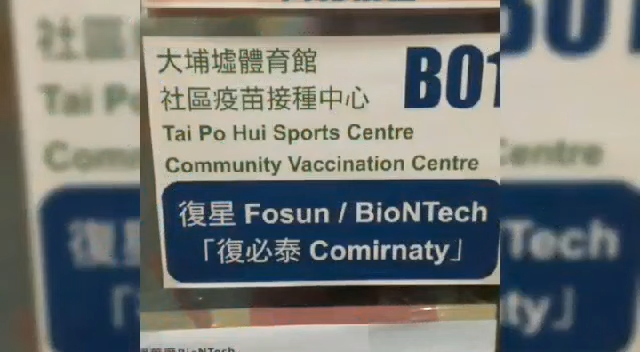 大埔墟體育館
社區疫苗接種中心
B01
Tai Po Hui Sports Centre
Community Vaccination Centre
復星 Fosun / BioNTech
「復必泰 Comirnaty」
BioNTech